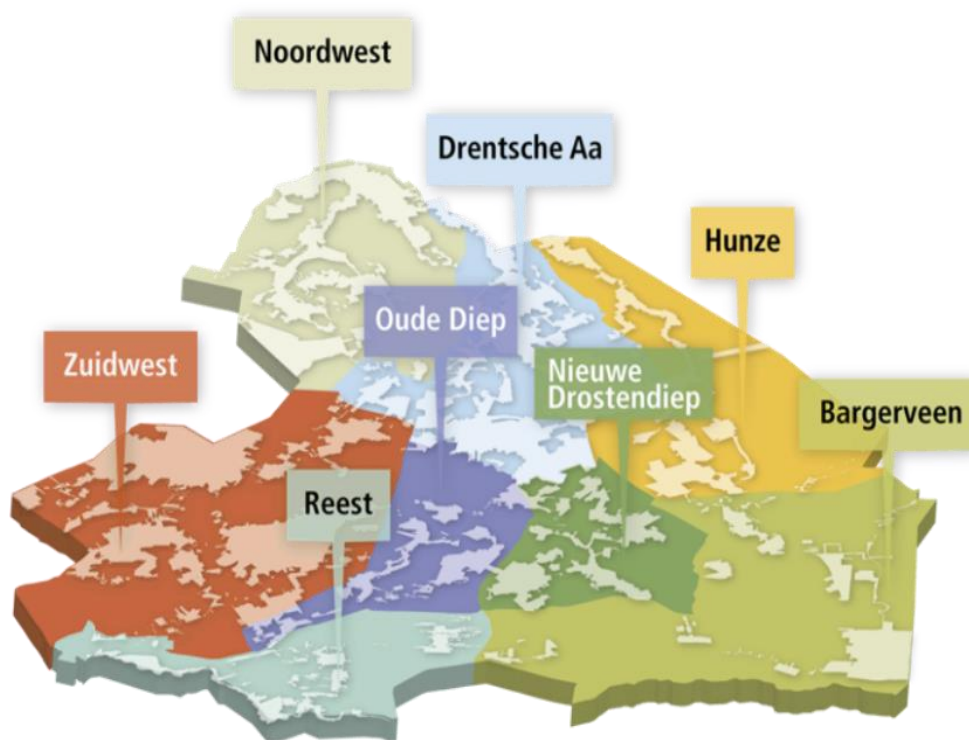 Noordwest
Drentsche Aa
Hunze
Oude Diep
Zuidwest
Nieuwe
Drostendiep
Bargerveen
Reest